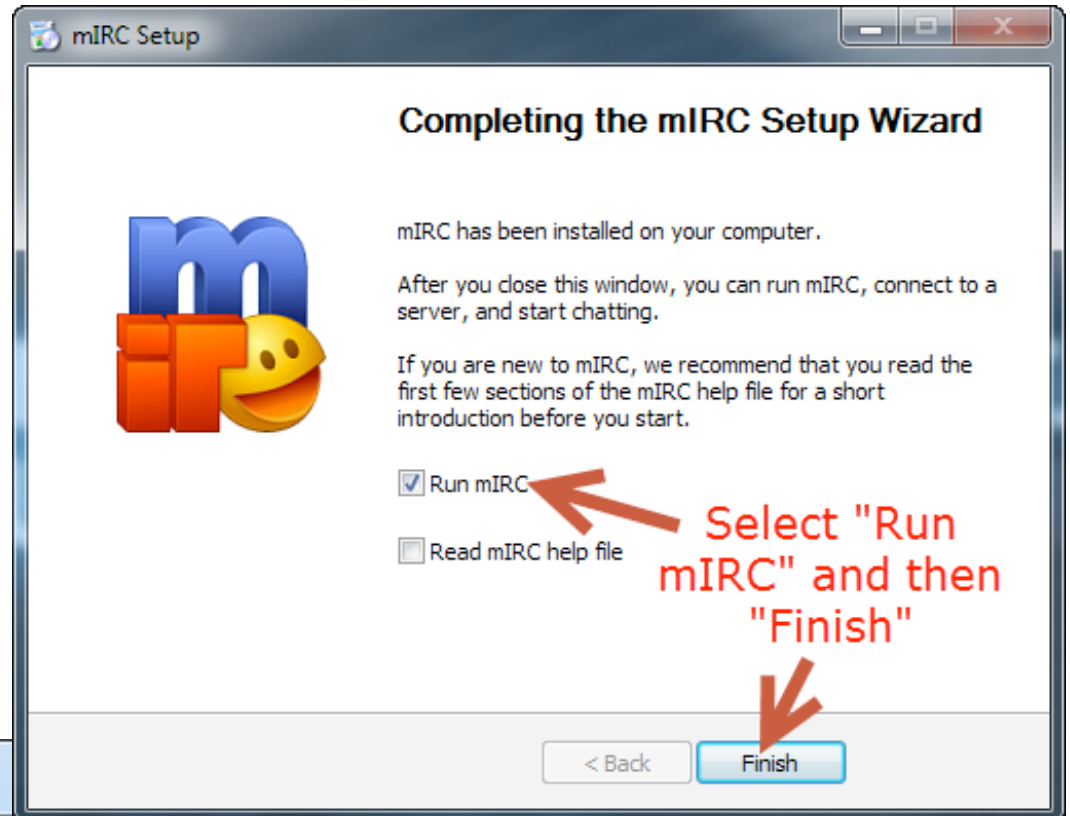 mIRC Setup
Completing the mIRC Setup Wizard
mIRC has been installed on your computer.
After you close this window, you can run mIRC, connect to a
server, and start chatting.
If you are new to mIRC, we recommend that you read the
first few sections of the mIRC help file for a short
introduction before you start.
mirc
Run mIRC
Read mIRC help file
Select "Run
mIRC" and then
"Finish"
< Back
Finish